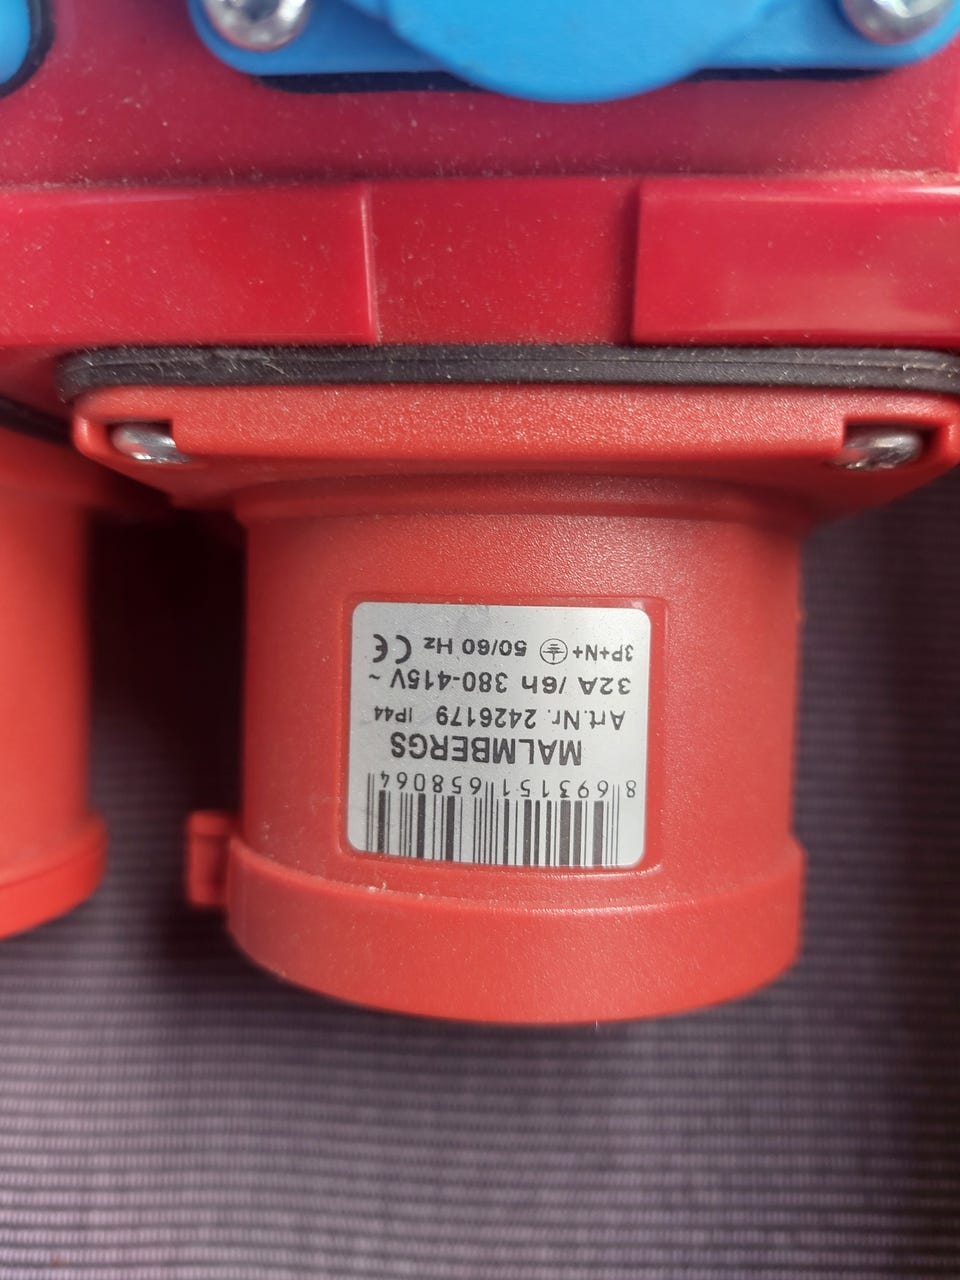 8 693151 658064
MALMBERGS
Art.Nr. 2426179 IP44
32A /6h 380-415V ~
3P+N+ 50/60 Hz CE